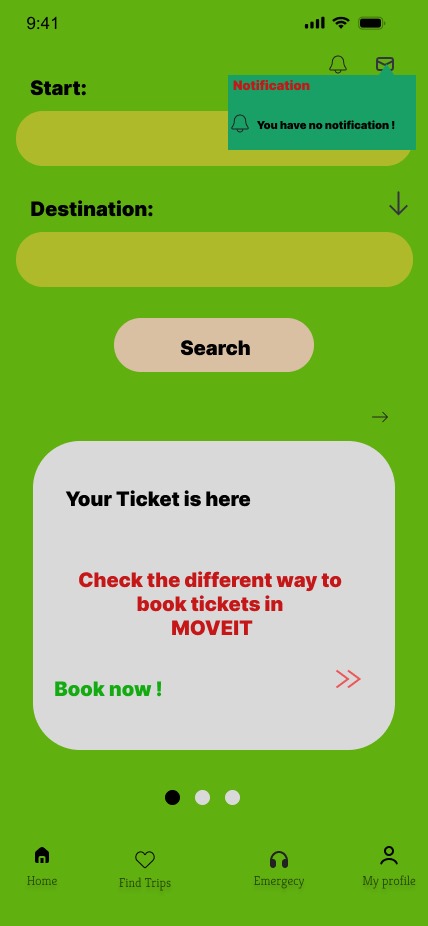 9:41
Start:
Notification
You have no notification !
Destination:
Search
Your Ticket is here
Check the different way to
book tickets in
MOVEIT
Book now !
Home
Find Trips
Emergecy
My profile